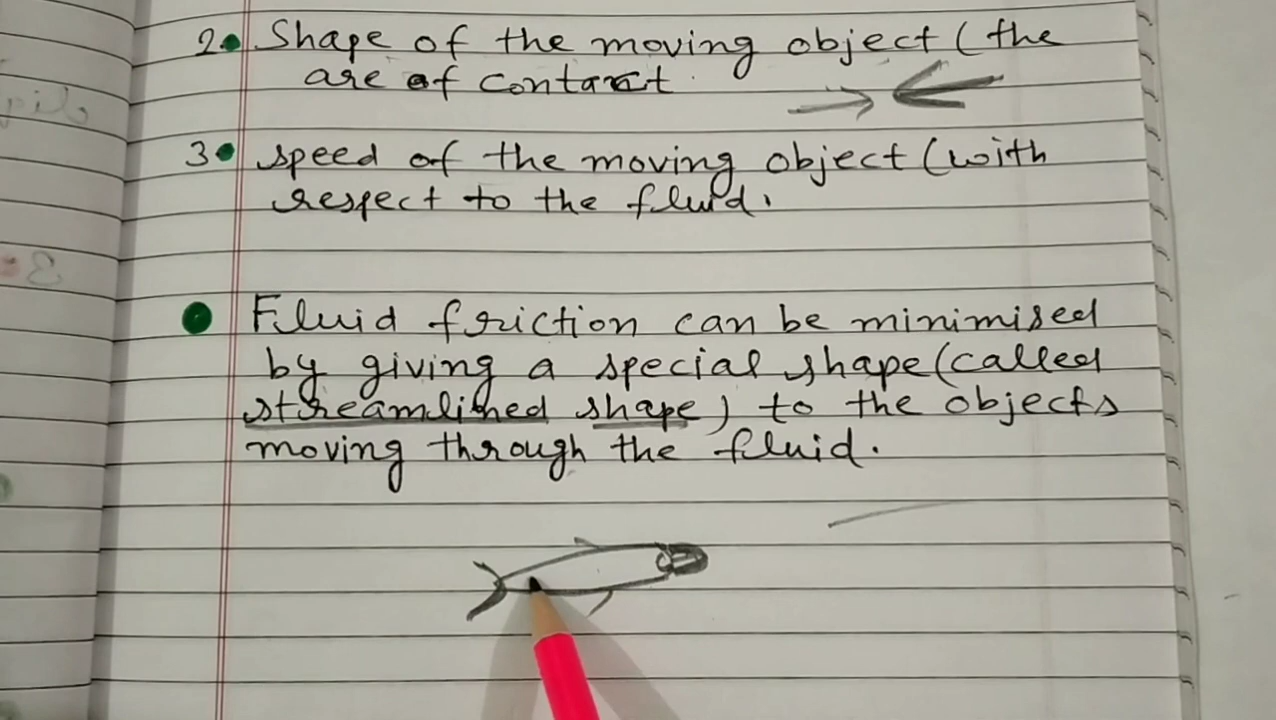 2. Shape of the moving object (the
are of contact
3. speed of the moving object (with
respect to the fluid.
Fluid friction can be minimised
by giving a special shape (called
streamlined shape) to the objects
moving through the fluid.